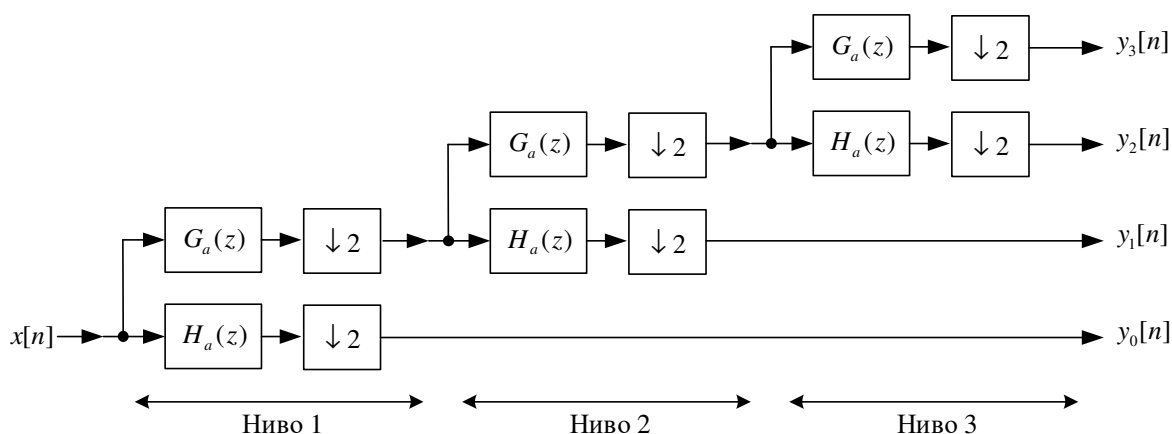 G_a(z) ↓2 y_3[n]
G_a(z) ↓2 H_a(z) ↓2 y_2[n]
G_a(z) ↓2 H_a(z) ↓2 y_1[n]
x[n] H_a(z) ↓2 y_0[n]
Ниво 1 Ниво 2 Ниво 3